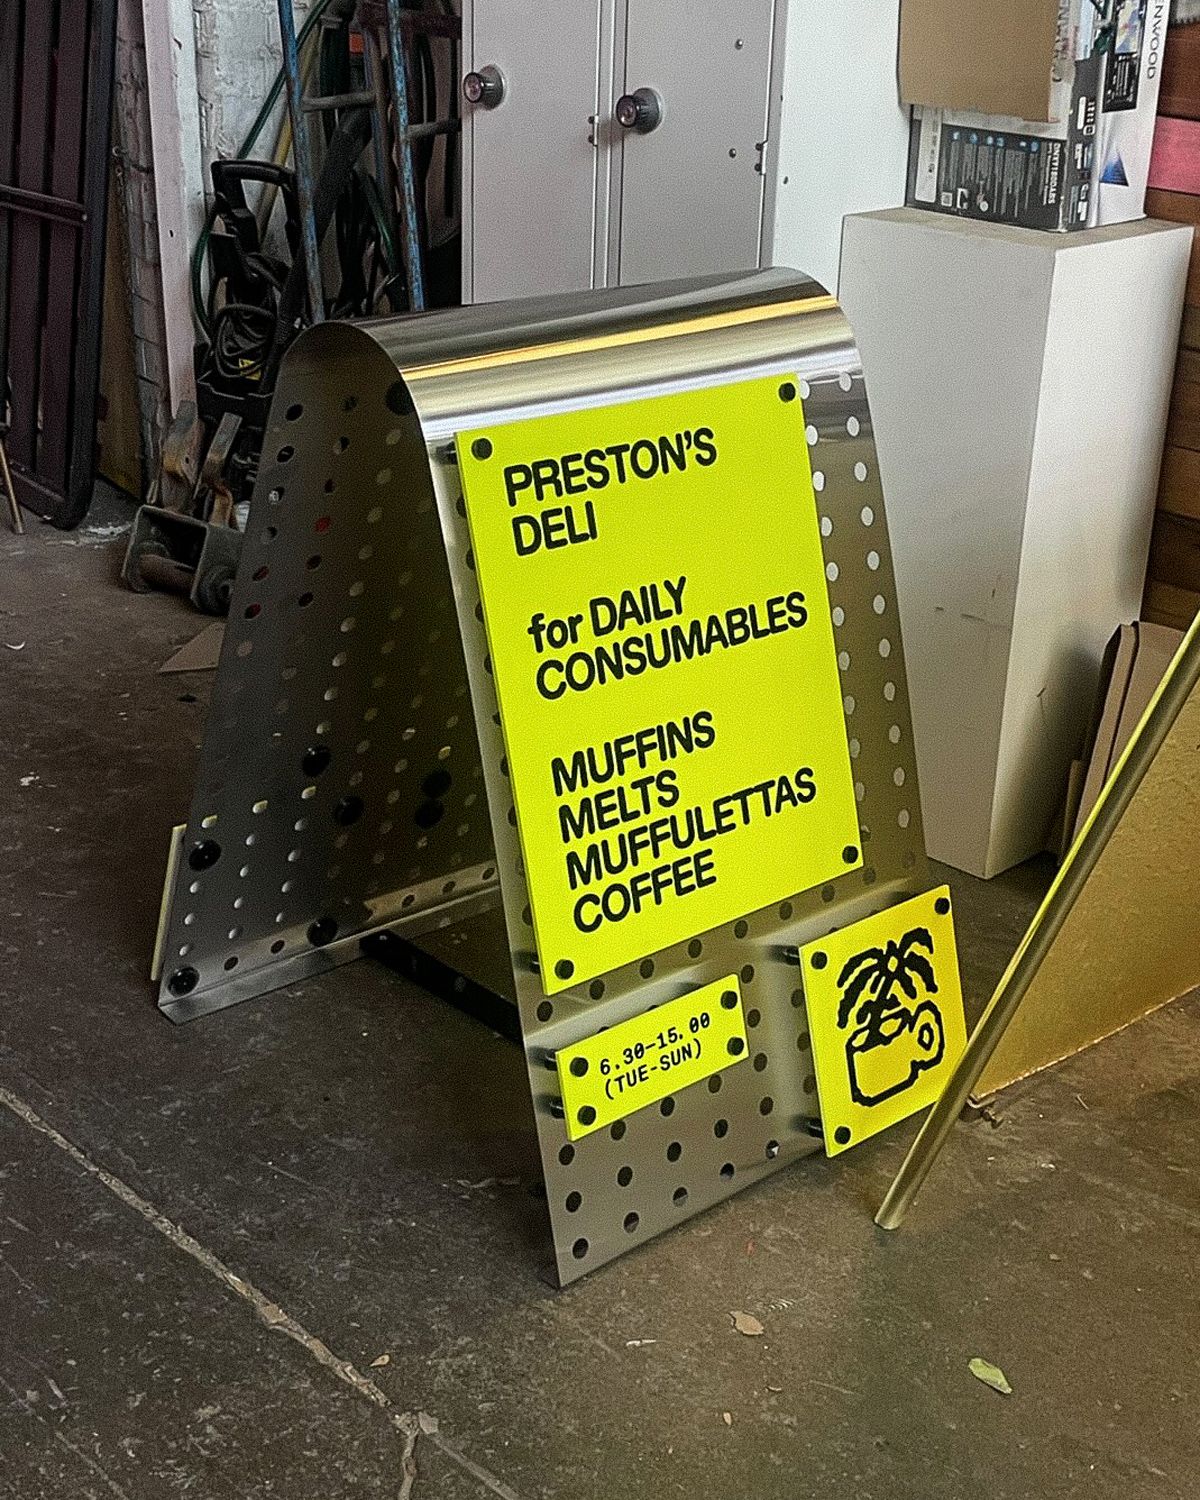 PRESTON'S
DELI
for DAILY
CONSUMABLES
MUFFINS
MELTS
MUFFULETTAS
COFFEE
6.30–15.00
(TUE-SUN)